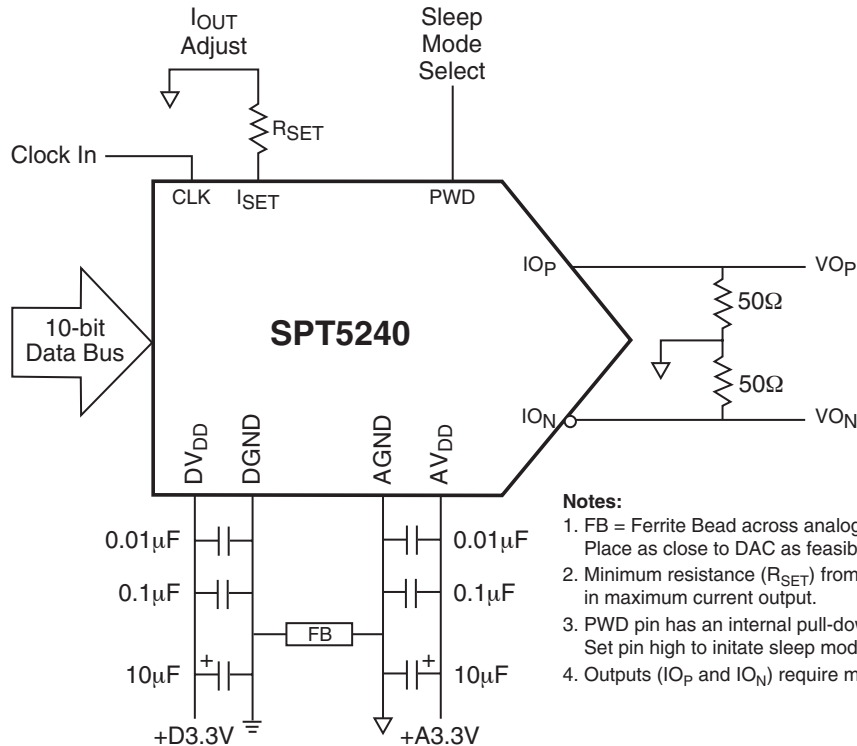 IOUT
Adjust
Sleep
Mode
Select
RSET
Clock In
CLK
ISET
PWD
IOP
VOP
50Ω
10-bit
Data Bus
SPT5240
50Ω
ION
VON
DVDD
DGND
AGND
AVDD
0.01µF
0.01µF
0.1µF
0.1µF
FB
10µF
+
+
10µF
+D3.3V
+A3.3V
Notes:
1. FB = Ferrite Bead across analog
Place as close to DAC as
2. Minimum resistance (RSET) from
in maximum current output.
3. PWD pin has an internal
Set pin high to initate sleep
4. Outputs (IOP and ION) require